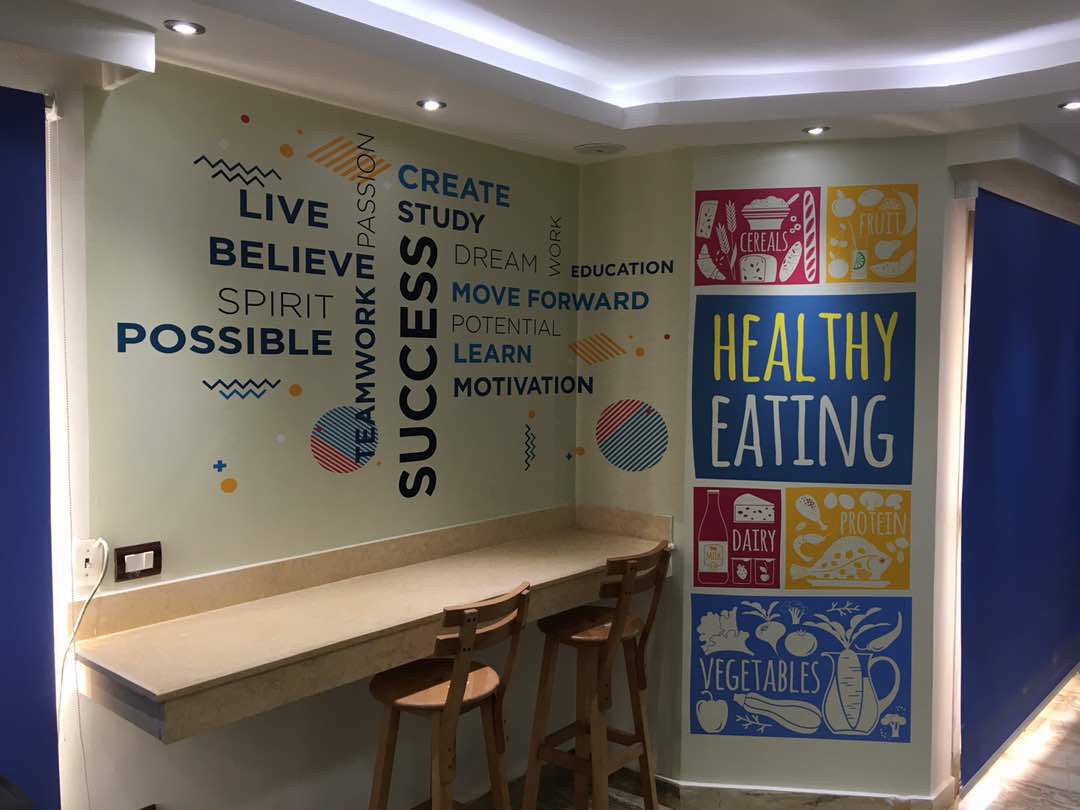 LIVE
BELIEVE
SPIRIT
POSSIBLE
TEAMWORK
PASSION
SUCCESS
CREATE
STUDY
DREAM
WORK
EDUCATION
MOVE FORWARD
POTENTIAL
LEARN
MOTIVATION
CEREALS
FRUIT
HEALTHY
EATING
DAIRY
MILK
PROTEIN
VEGETABLES